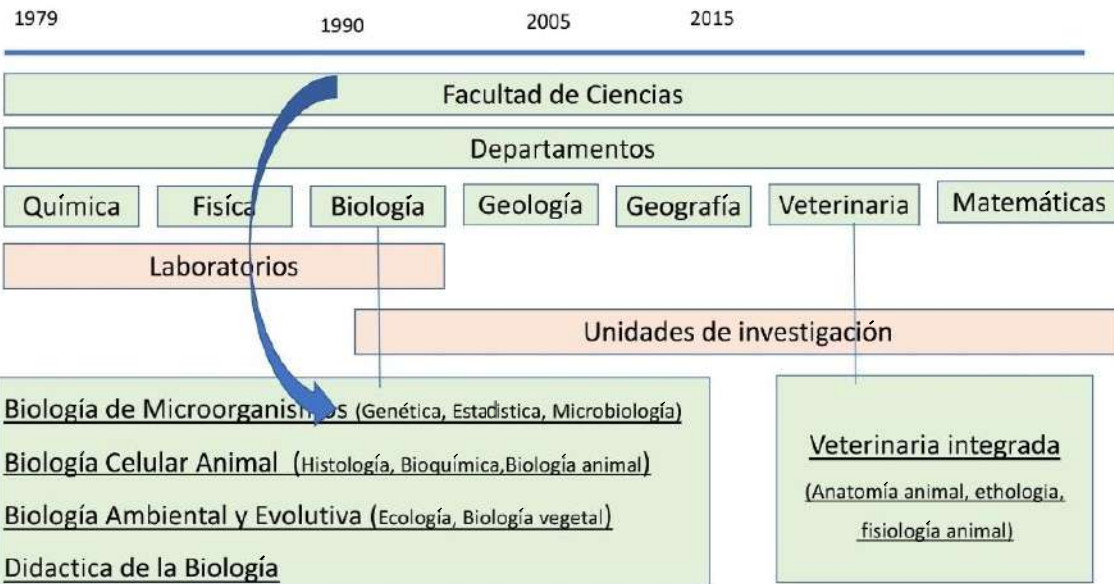 1979 1990 2005 2015
Facultad de Ciencias
Departamentos
Química Fisíca Biología Geología Geografía Veterinaria Matemáticas
Laboratorios
Unidades de investigación
Biología de Microorganismos (Genética, Estadistica, Microbiología)
Biología Celular Animal (Histología, Bioquímica,Biología animal)
Biología Ambiental y Evolutiva (Ecología, Biología vegetal)
Didactica de la Biología
Veterinaria integrada
(Anatomía animal, ethologia,
fisiología animal)